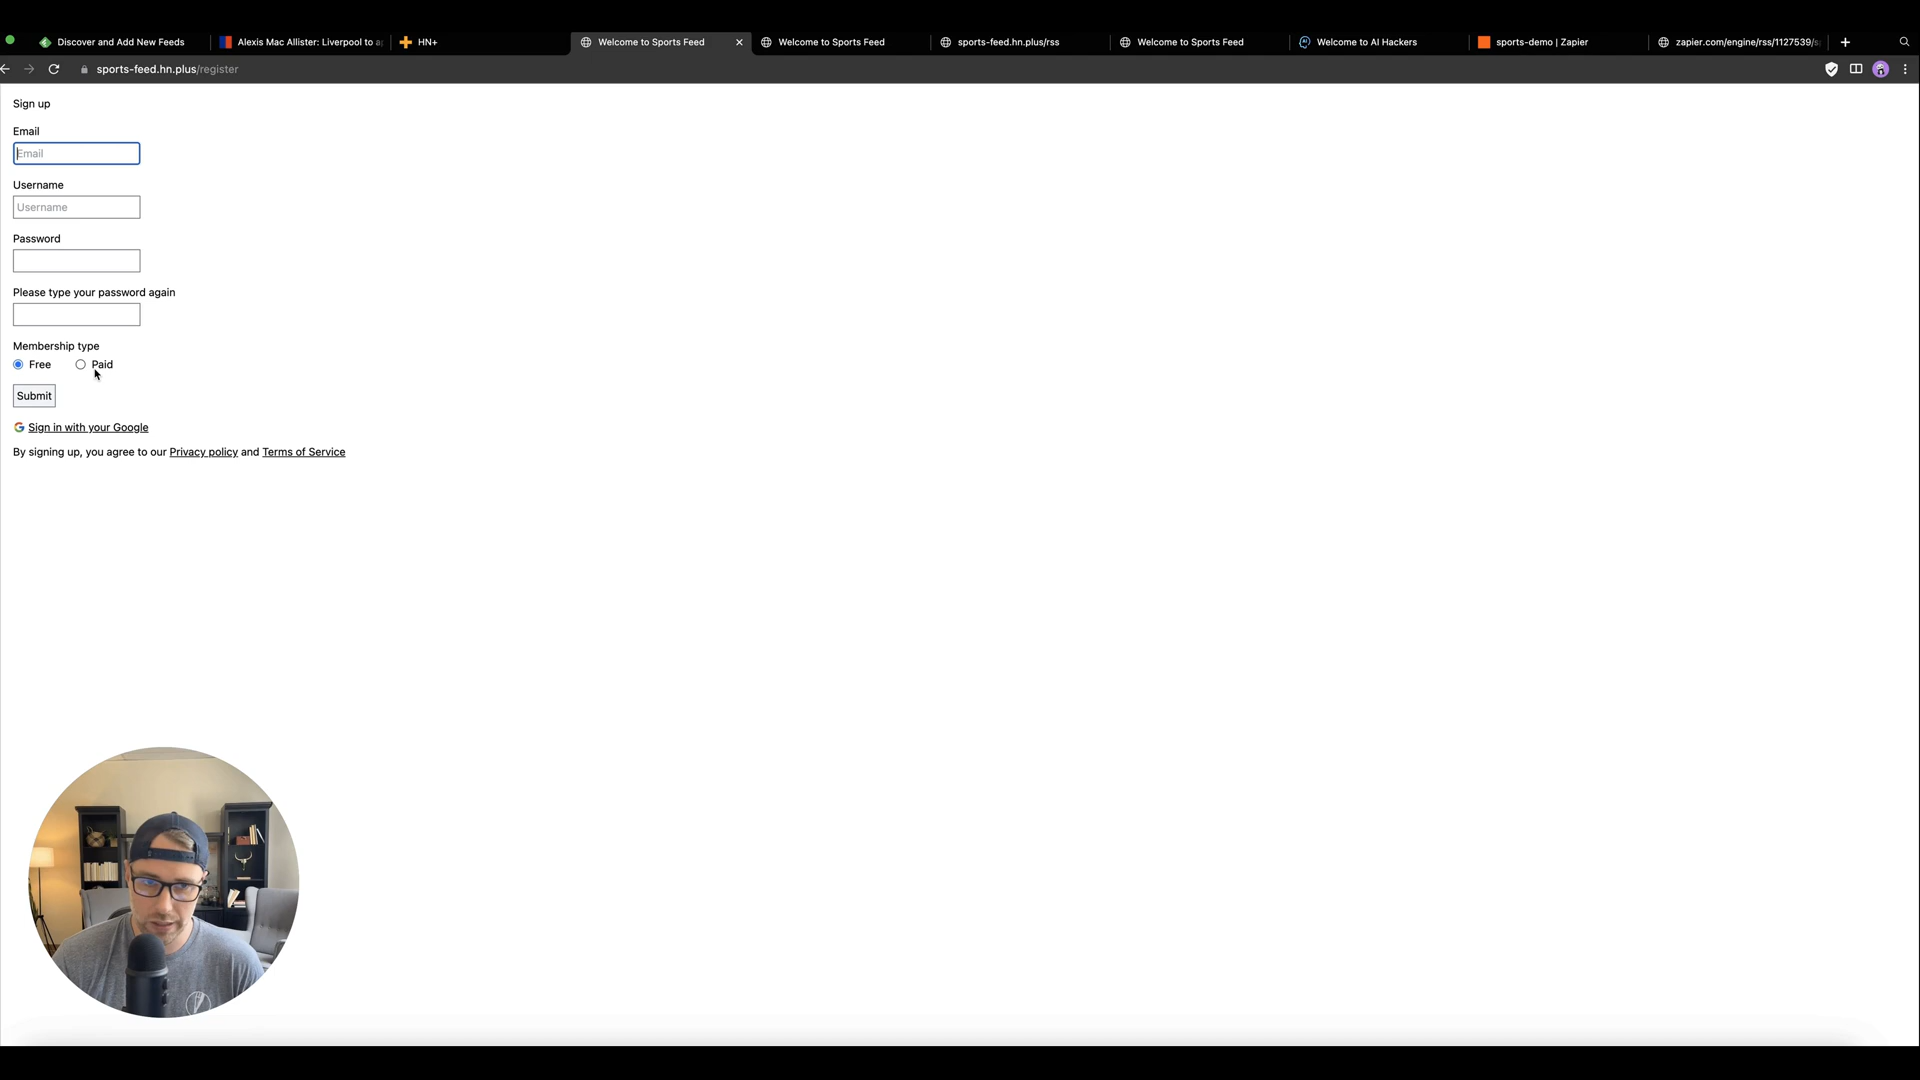 Discover and Add New Feeds
Alexis Mac Allister: Liverpool to
HN+
Welcome to Sports Feed
Welcome to Sports Feed
sports-feed.hn.plus/rss
Welcome to Sports Feed
Welcome to AI Hackers
sports-demo | Zapier
zapier.com/engine/rss/1127539/
sports-feed.hn.plus/register
Sign up
Email
Email
Username
Username
Password
Please type your password again
Membership type
Free Paid
Submit
Sign in with your Google
By signing up, you agree to our Privacy policy and Terms of Service